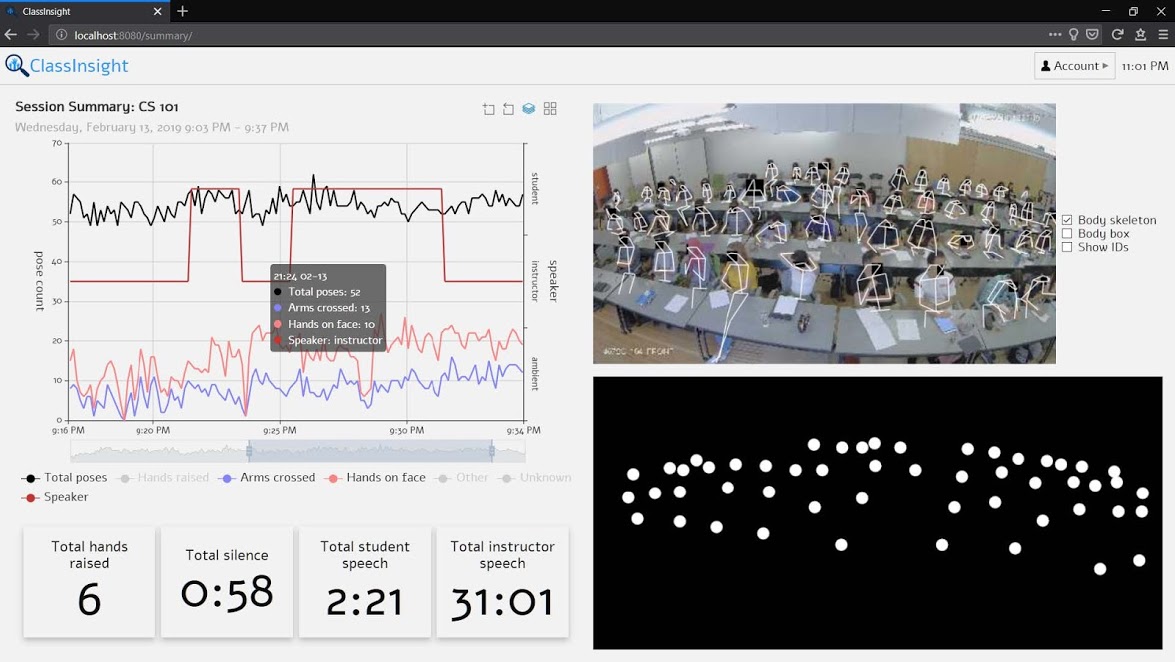 ClassInsight
localhost:8080/summary/
ClassInsight
Account
11:01 PM
Session Summary: CS 101
Wednesday, February 13, 2019 9:03 PM - 9:37 PM
70
60
50
40
30
20
10
0
pose count
student
instructor
ambient
speaker
21:24 02-13
Total poses: 52
Arms crossed: 13
Hands on face: 10
Speaker: instructor
9:16 PM 9:20 PM 9:25 PM 9:30 PM 9:34 PM
Total poses Hands raised Arms crossed Hands on face Other Unknown
Speaker
Total hands
raised
6
Total silence
0:58
Total student
speech
2:21
Total instructor
speech
31:01
Body skeleton
Body box
Show IDs
FRONT